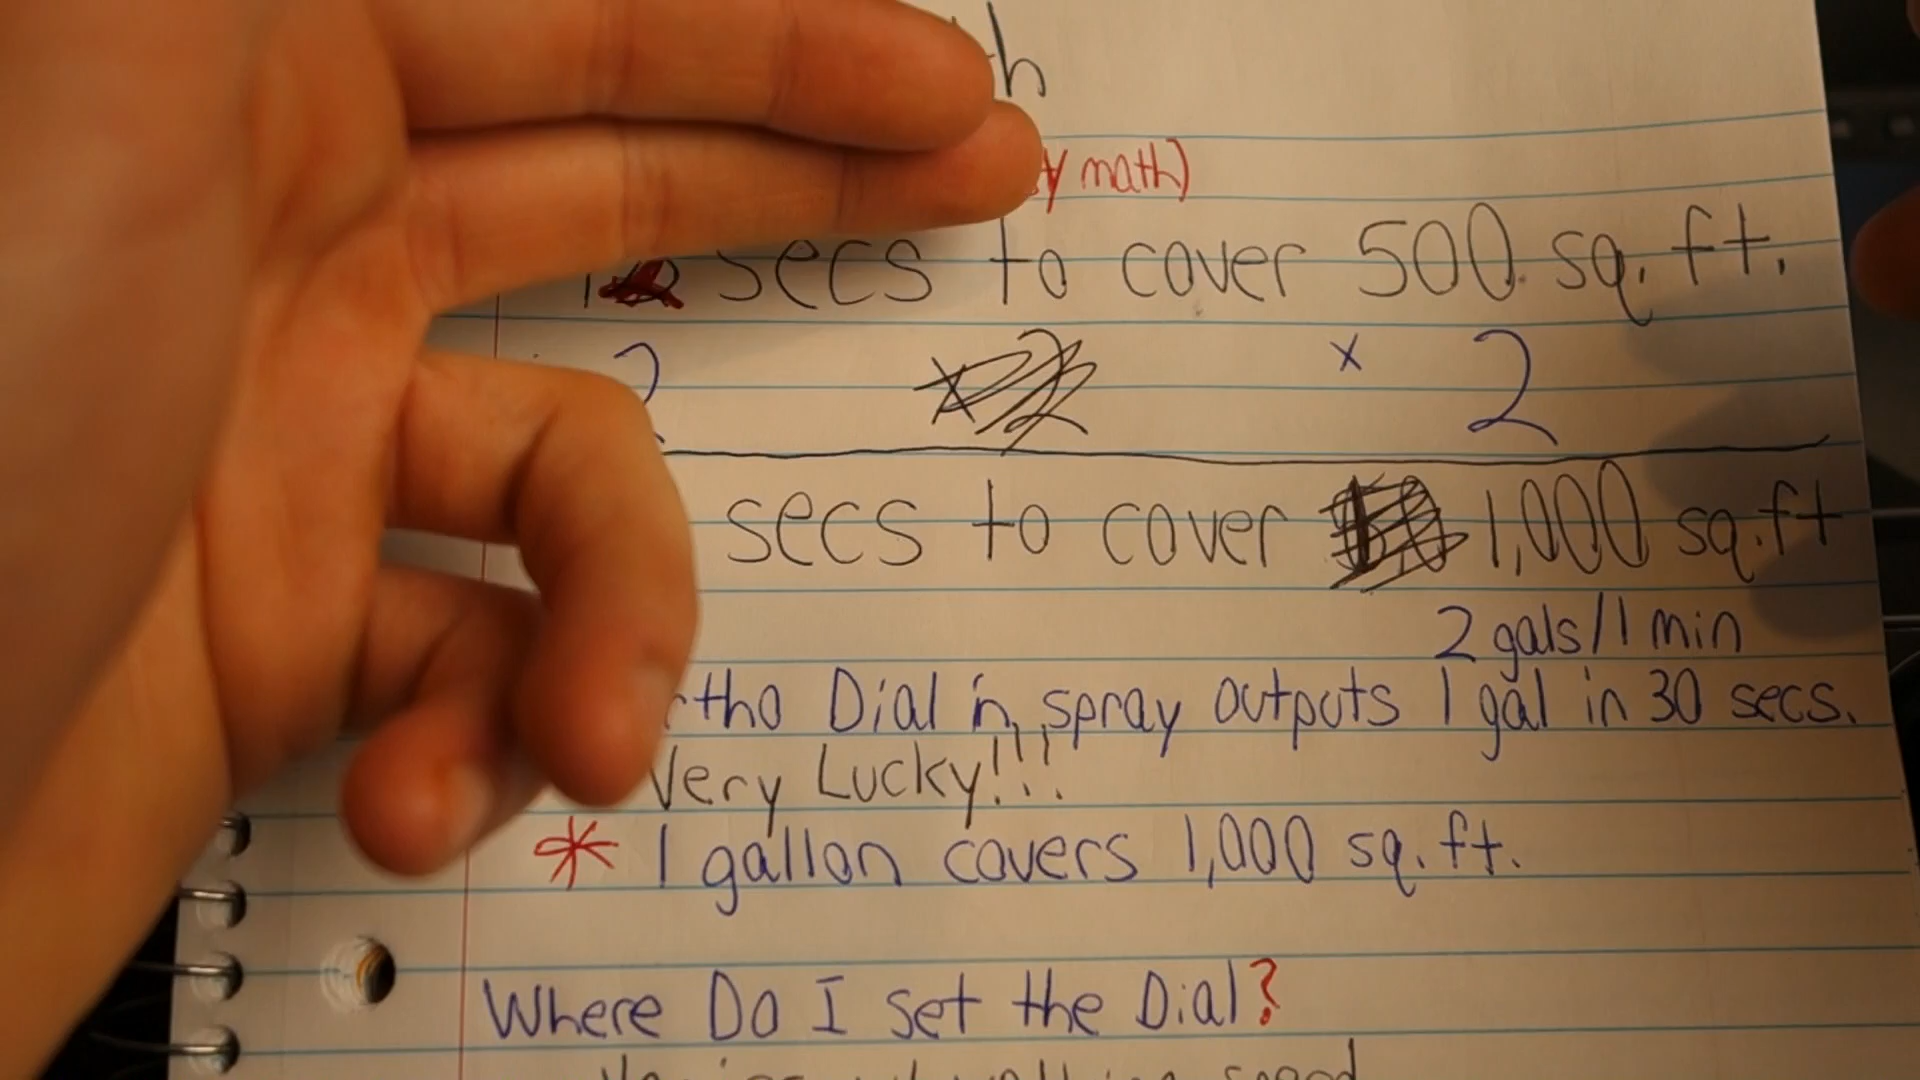 math)
secs to cover 500 sq. ft.
2 x 2
secs to cover 1,000 sq.ft
2 gals/1 min
Dial in spray outputs 1 gal in 30 secs.
Very Lucky!!!
* 1 gallon covers 1,000 sq. ft.
Where Do I set the Dial?